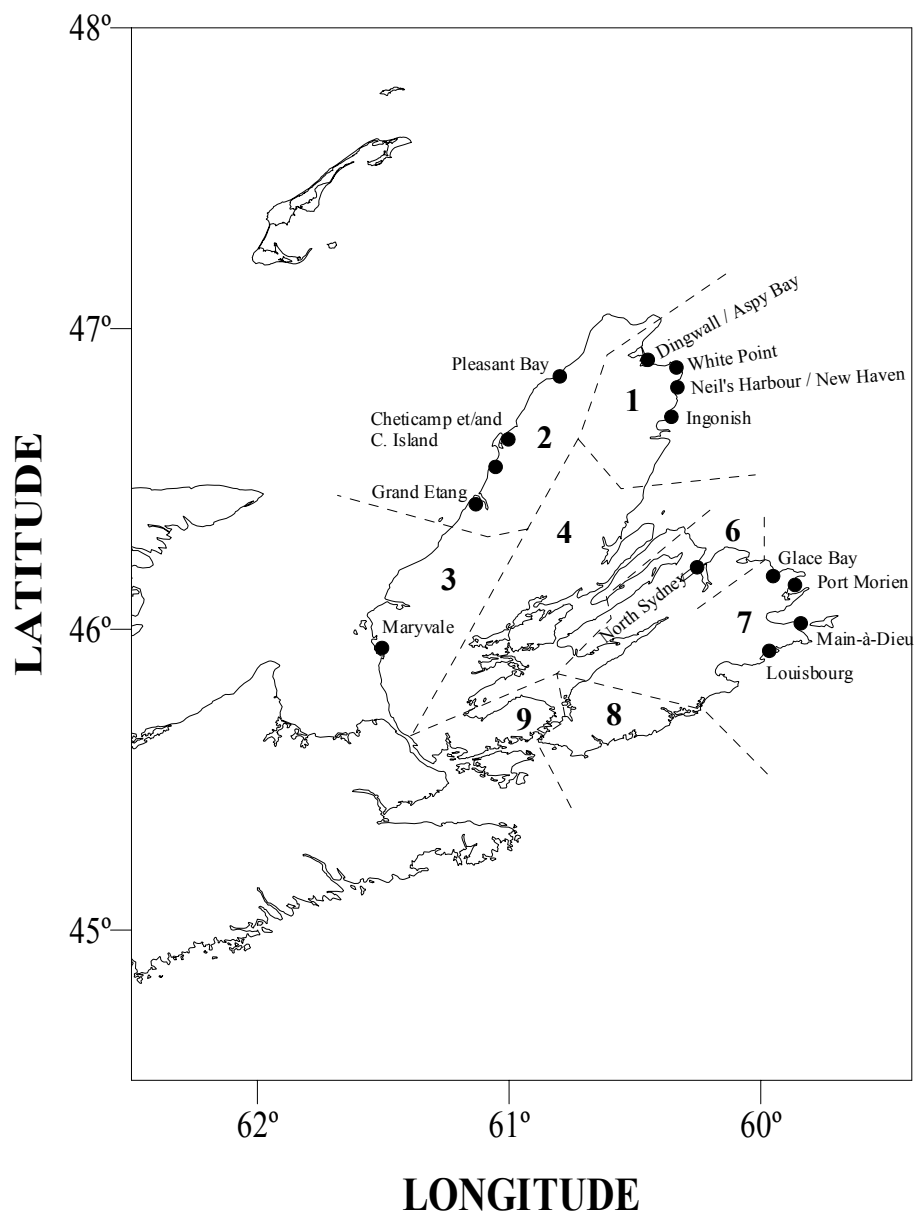 48º
47º
46º
45º
LATITUDE
Dingwall / Aspy Bay
White Point
Neil's Harbour / New Haven
Ingonish
Pleasant Bay
1
Cheticamp et/and
C. Island
2
Grand Etang
4
6
Glace Bay
Port Morien
3
North Sydney
7
Maryvale
Main-à-Dieu
Louisbourg
9
8
62º
61º
60º
LONGITUDE